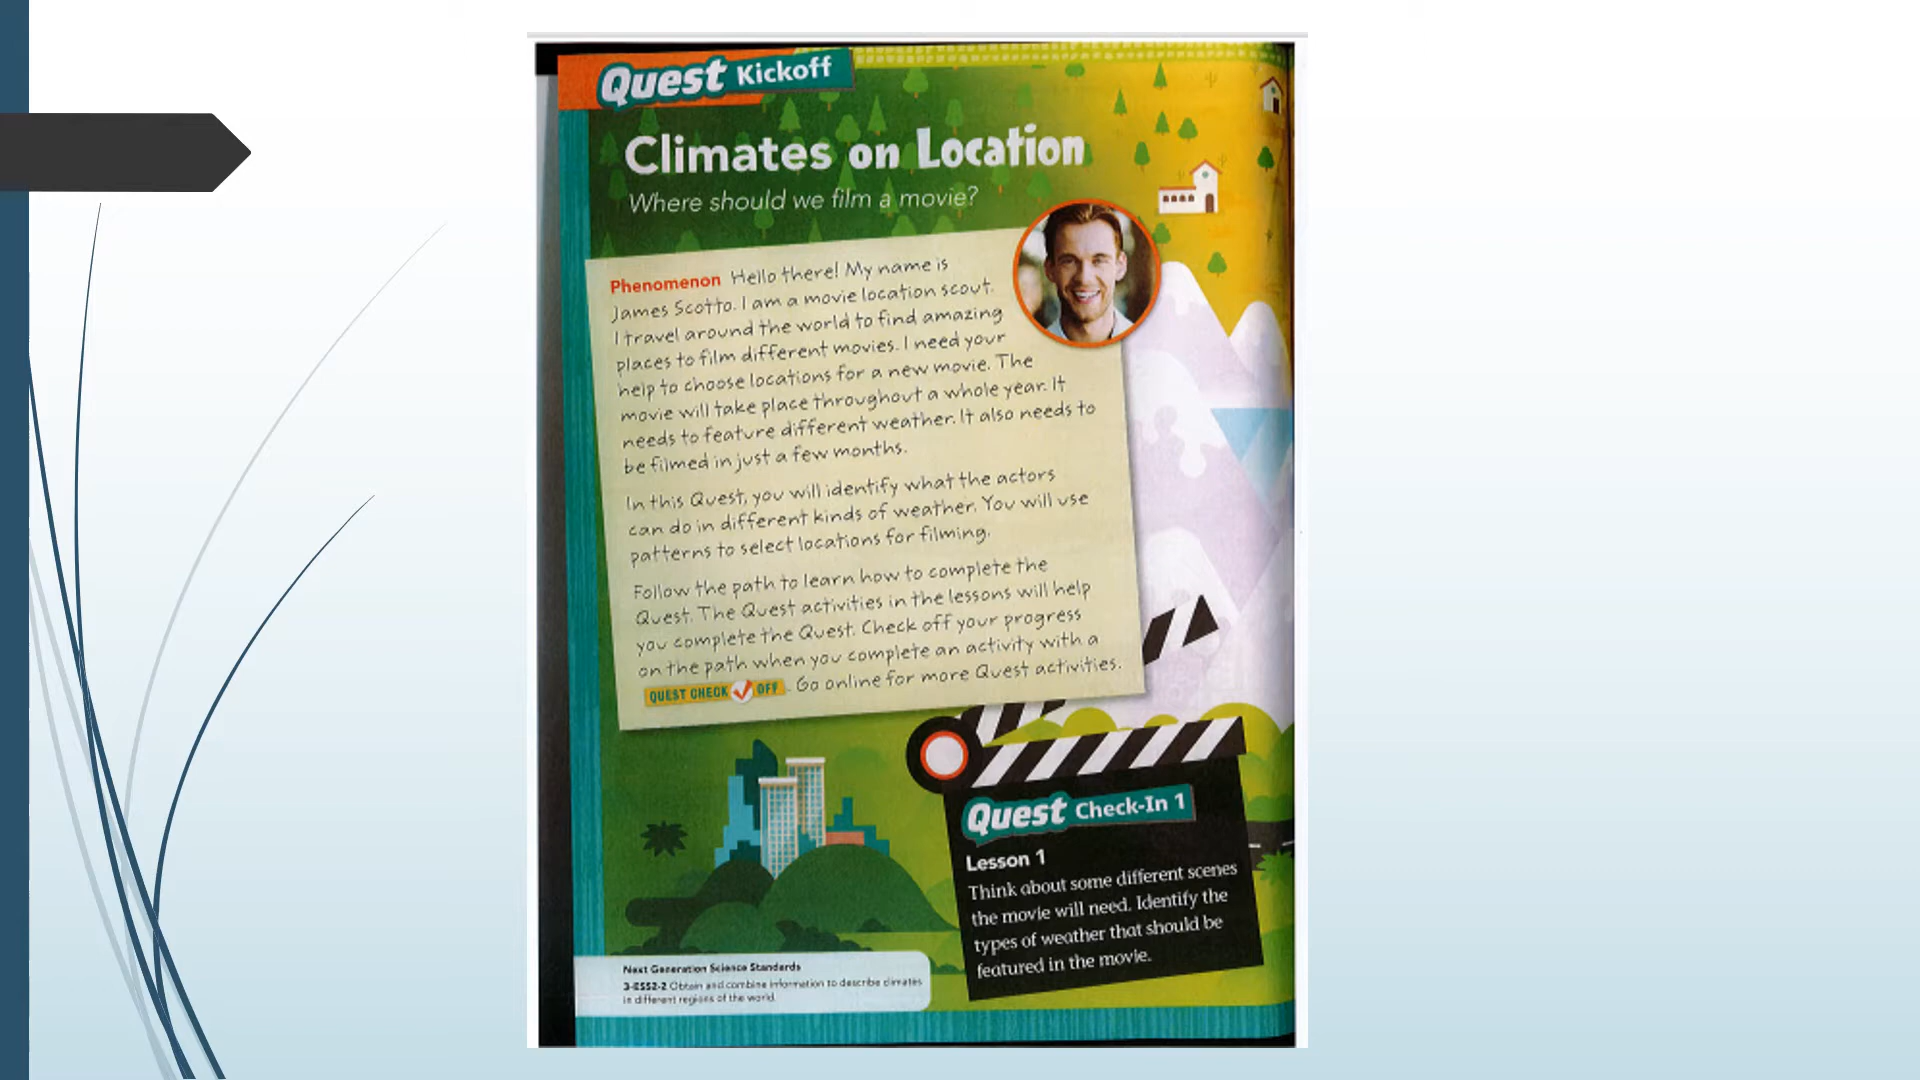 Quest Kickoff
Climates on Location
Where should we film a movie?
Phenomenon Hello there! My name is
James Scotto. I am a movie location scout.
I travel around the world to find amazing
places to film different movies. I need your
help to choose locations for a new movie. The
movie will take place throughout a whole year. It
needs to feature different weather. It also needs to
be filmed in just a few months.
In this Quest, you will identify what the actors
can do in different kinds of weather. You will use
patterns to select locations for filming.
Follow the path to learn how to complete the
Quest. The Quest activities in the lessons will help
you complete the Quest. Check off your progress
on the path when you complete an activity with a
QUEST CHECK OFF . Go online for more Quest activities.
Quest Check-In 1
Lesson 1
Think about some different scenes
the movie will need. Identify the
types of weather that should be
featured in the movie.
Next Generation Science Standards
3-ESS2-2 Obtain and combine information to describe climates
in different regions of the world.